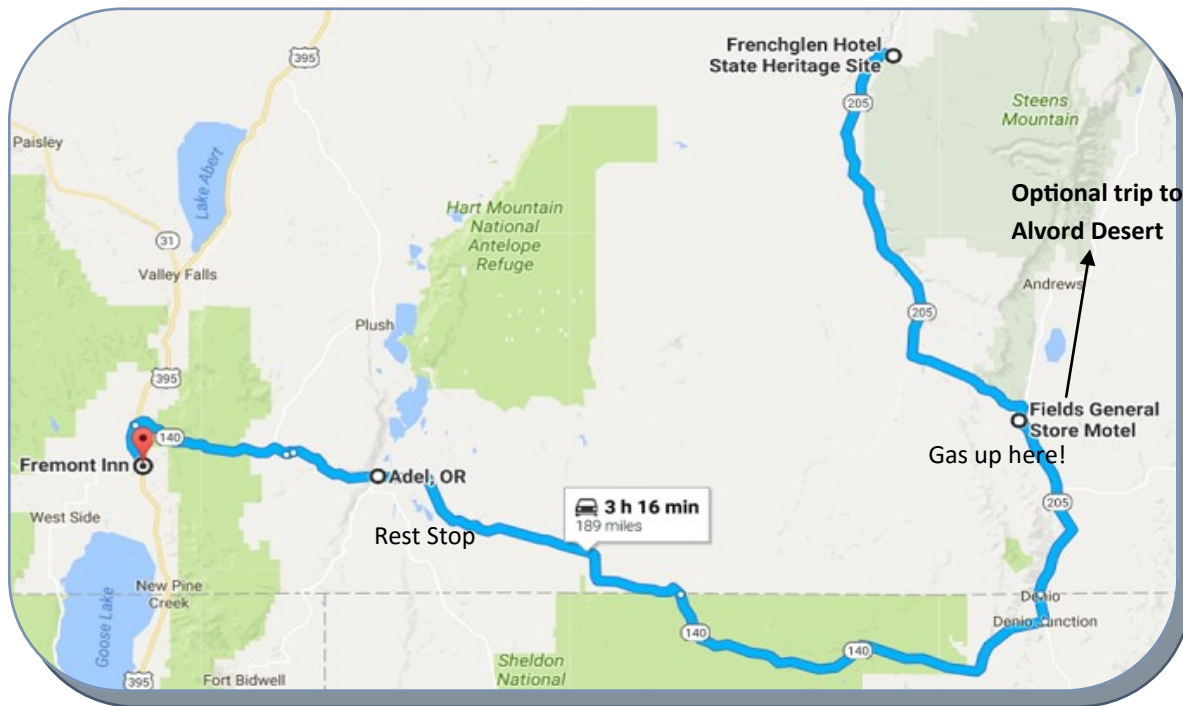 Frenchglen Hotel
State Heritage Site
395
205
Steens
Mountain
Paisley
Lake Abert
Optional trip to
Alvord Desert
Hart Mountain
National
Antelope
Refuge
31
Valley Falls
Andrews
205
Plush
395
Fields General
Store Motel
140
Gas up here!
Fremont Inn
Adel, OR
3 h 16 min
189 miles
205
West Side
Rest Stop
New Pine
Creek
Denio
Denio Junction
Goose Lake
140
140
Sheldon
National
Fort Bidwell
395